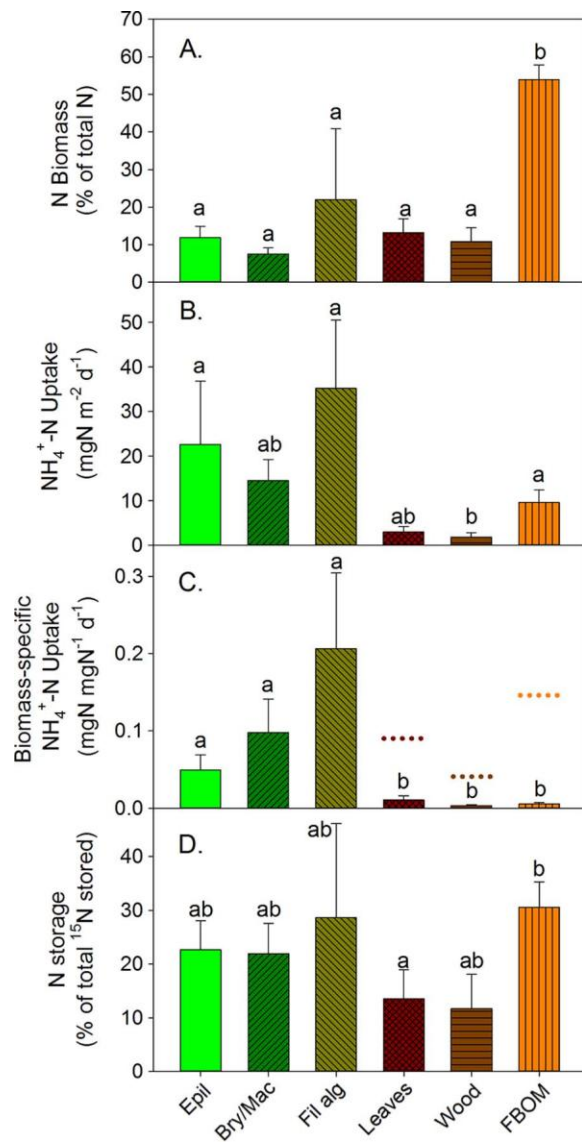 A.
N Biomass
(% of total N)
70
60
50
40
30
20
10
0
a
a
a
a
a
b
B.
NH₄⁺-N Uptake
(mgN m⁻² d⁻¹)
50
40
30
20
10
0
a
ab
a
ab
b
a
C.
Biomass-specific
NH₄⁺-N Uptake
(mgN mgN⁻¹ d⁻¹)
0.3
0.2
0.1
0.0
a
a
a
b
b
b
D.
N storage
(% of total ¹⁵N stored)
40
30
20
10
0
ab
ab
ab
a
ab
b
Epil
Bry/Mac
Fil alg
Leaves
Wood
FBOM